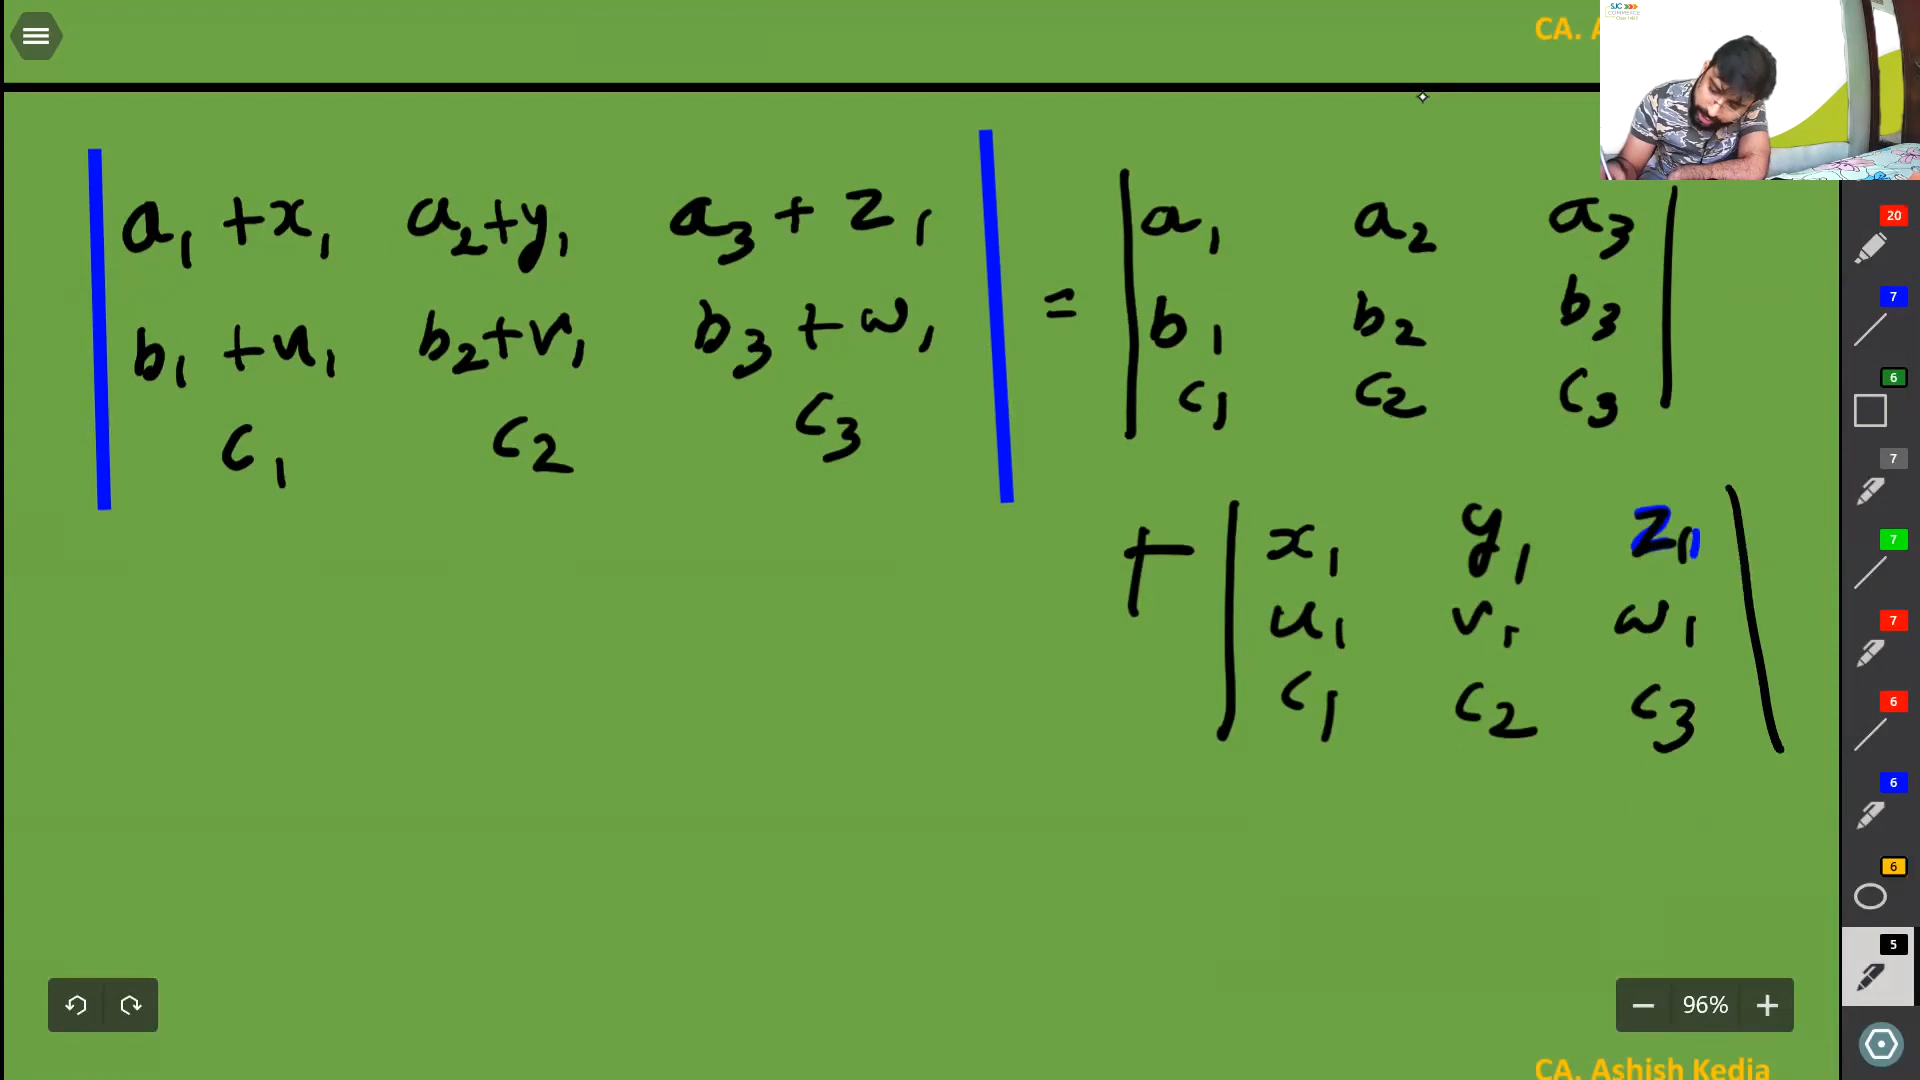 CA. A
SJC
COMMERCE
a₁ + x₁ a₂ + y₁ a₃ + z₁
b₁ + u₁ b₂ + v₁ b₃ + w₁
c₁ c₂ c₃
=
a₁ a₂ a₃
b₁ b₂ b₃
c₁ c₂ c₃
+
x₁ y₁ z₁
u₁ v₁ w₁
c₁ c₂ c₃
20
7
6
7
7
7
6
6
6
5
96%
CA. Ashish Kedia